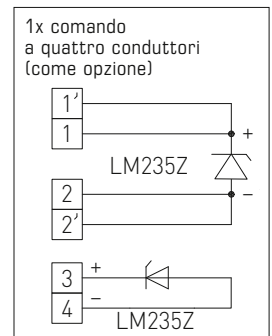 1x comando
a quattro conduttori
(come opzione)
1’
1
+
LM235Z
2
–
2’
3
+
4
–
LM235Z